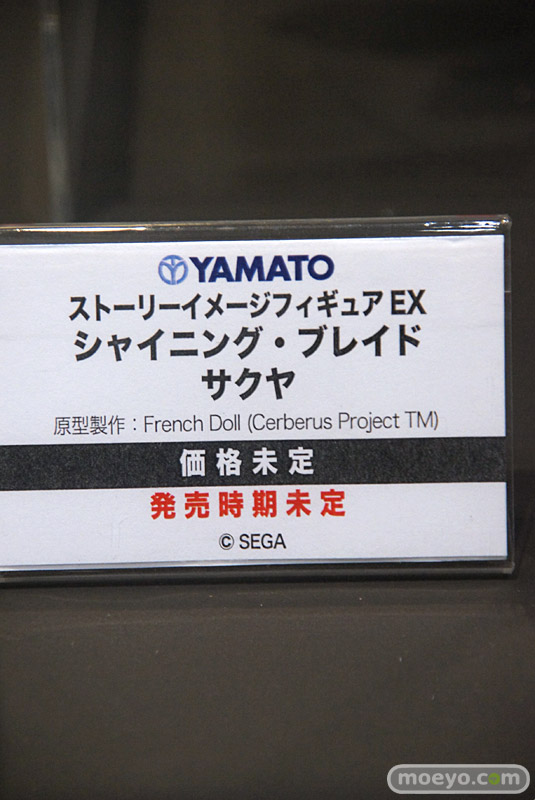 YAMATO
ストーリーイメージフィギュア EX
シャイニング・ブレイド
サクヤ
原型製作：French Doll (Cerberus Project TM)
価格未定
発売時期未定
© SEGA
moeyo.com